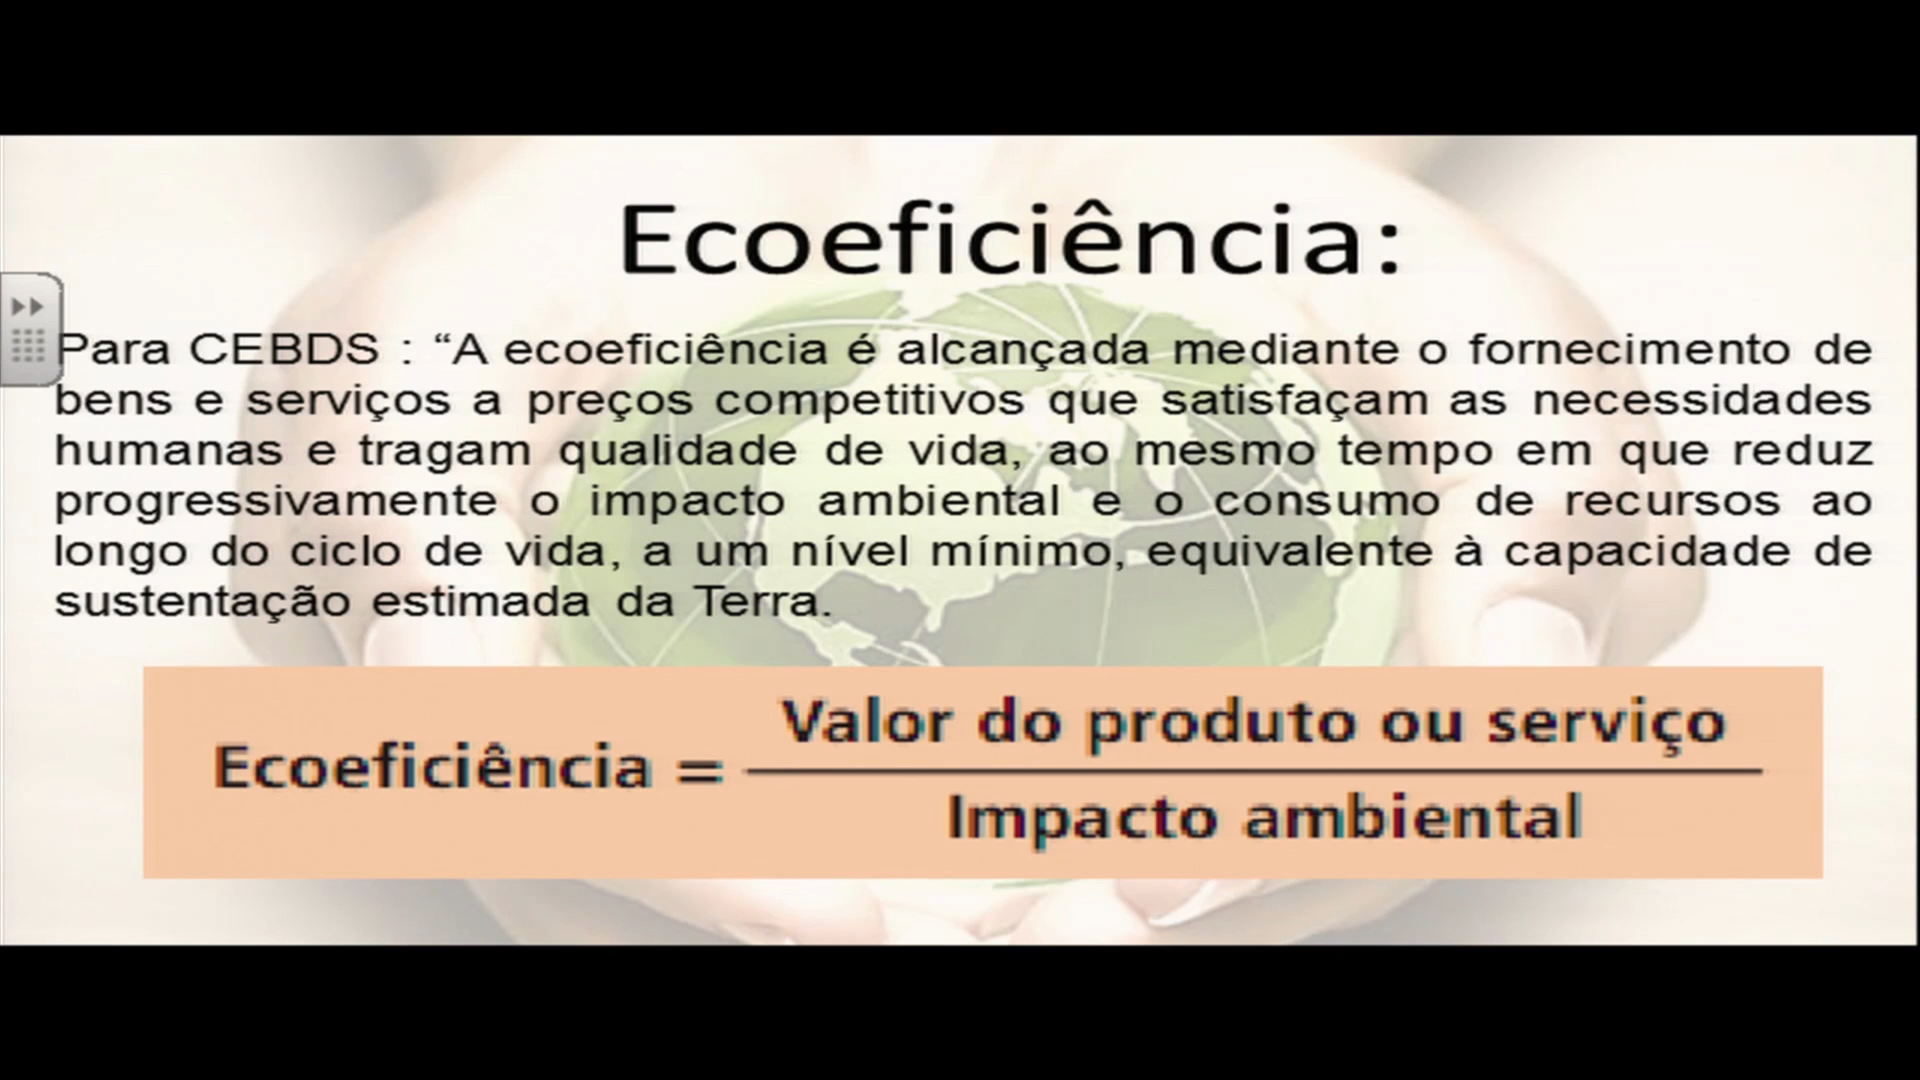 Ecoeficiência:
Para CEBDS : “A ecoeficiência é alcançada mediante o fornecimento de
bens e serviços a preços competitivos que satisfaçam as necessidades
humanas e tragam qualidade de vida, ao mesmo tempo em que reduz
progressivamente o impacto ambiental e o consumo de recursos ao
longo do ciclo de vida, a um nível mínimo, equivalente à capacidade de
sustentação estimada da Terra.
Valor do produto ou serviço
Ecoeficiência =
Impacto ambiental